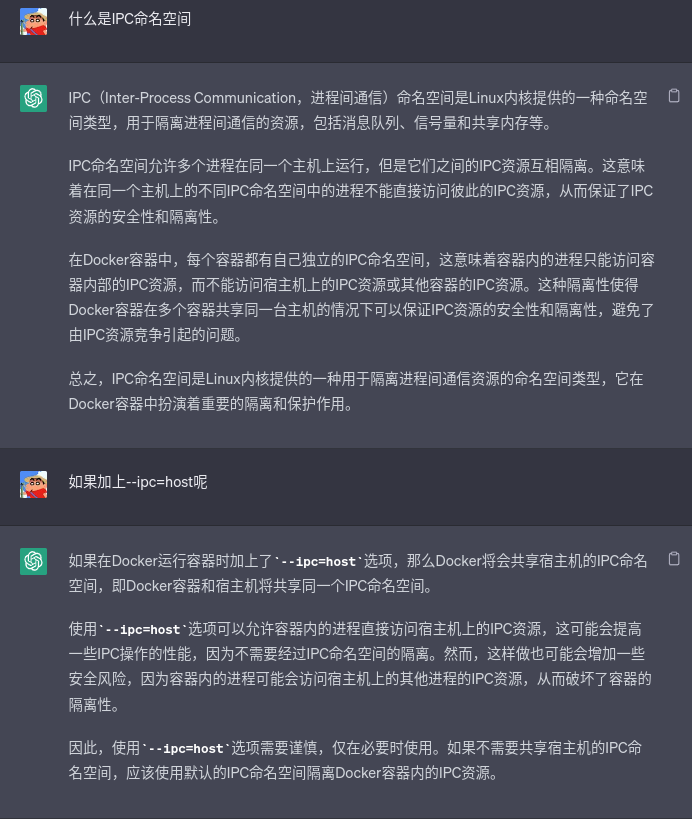 什么是IPC命名空间
IPC（Inter-Process Communication，进程间通信）命名空间是Linux内核提供的一种命名空
间类型，用于隔离进程间通信的资源，包括消息队列、信号量和共享内存等。
IPC命名空间允许多个进程在同一个主机上运行，但是它们之间的IPC资源互相隔离。这意味
着在同一个主机上的不同IPC命名空间中的进程不能直接访问彼此的IPC资源，从而保证了IPC
资源的安全性和隔离性。
在Docker容器中，每个容器都有自己独立的IPC命名空间，这意味着容器内的进程只能访问容
器内部的IPC资源，而不能访问宿主机上的IPC资源或其他容器的IPC资源。这种隔离性使得
Docker容器在多个容器共享同一台主机的情况下可以保证IPC资源的安全性和隔离性，避免了
由IPC资源竞争引起的问题。
总之，IPC命名空间是Linux内核提供的一种用于隔离进程间通信资源的命名空间类型，它在
Docker容器中扮演着重要的隔离和保护作用。
如果加上--ipc=host呢
如果在Docker运行容器时加上了`--ipc=host`选项，那么Docker将会共享宿主机的IPC命名
空间，即Docker容器和宿主机将共享同一个IPC命名空间。
使用`--ipc=host`选项可以允许容器内的进程直接访问宿主机上的IPC资源，这可能会提高
一些IPC操作的性能，因为不需要经过IPC命名空间的隔离。然而，这样做也可能会增加一些
安全风险，因为容器内的进程可能会访问宿主机上的其他进程的IPC资源，从而破坏了容器的
隔离性。
因此，使用`--ipc=host`选项需要谨慎，仅在必要时使用。如果不需要共享宿主机的IPC命
名空间，应该使用默认的IPC命名空间隔离Docker容器内的IPC资源。